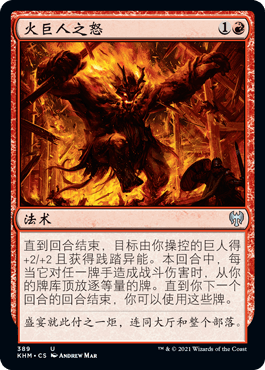 火巨人之怒 1
法术
直到回合结束，目标由你操控的巨人得
+2/+2 且获得践踏异能。本回合中，每
当它对任一牌手造成战斗伤害时，从你
的牌库顶放逐等量的牌。直到你下一个
回合的回合结束，你可以使用这些牌。
盛宴就此付之一炬，连同大厅和整个部落。
389 U
KHM • CS ANDREW MAR
™ & © 2021 Wizards of the Coast